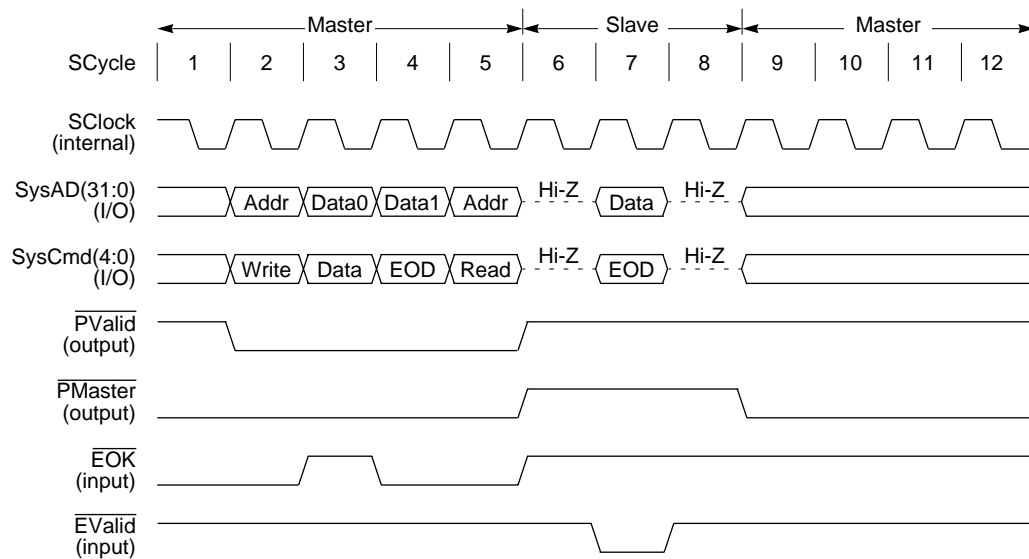 Master Slave Master
SCycle 1 2 3 4 5 6 7 8 9 10 11 12
SClock
(internal)
SysAD(31:0)
(I/O)
Addr Data0 Data1 Addr Hi-Z Data Hi-Z
SysCmd(4:0)
(I/O)
Write Data EOD Read Hi-Z EOD Hi-Z
PValid
(output)
PMaster
(output)
EOK
(input)
EValid
(input)